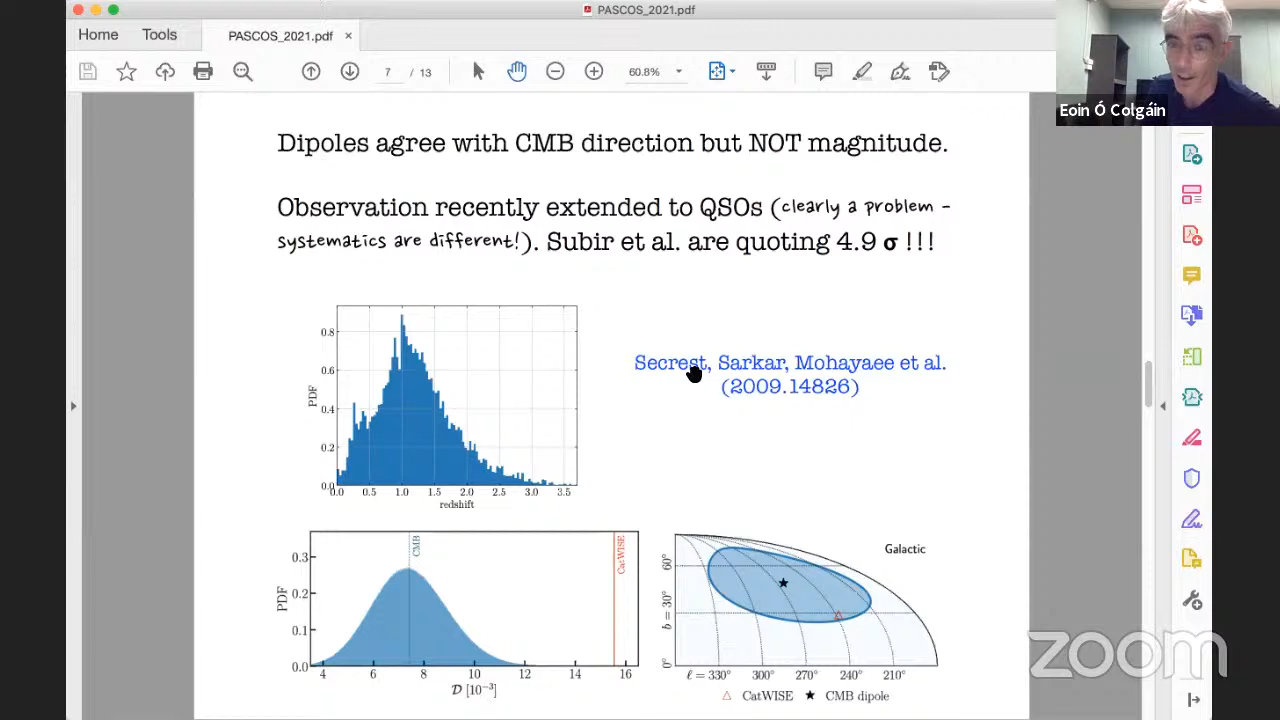 PASCOS_2021.pdf
Home
Tools
PASCOS_2021.pdf ×
7 / 13
60.8%
Eoin Ó Colgáin
Dipoles agree with CMB direction but NOT magnitude.
Observation recently extended to QSOs (clearly a problem -
systematics are different!). Subir et al. are quoting 4.9 σ !!!
Secrest, Sarkar, Mohayaee et al.
(2009.14826)
PDF
0.8
0.6
0.4
0.2
0.0
0.0 0.5 1.0 1.5 2.0 2.5 3.0 3.5
redshift
CMB
CatWISE
PDF
0.3
0.2
0.1
0.0
4 6 8 10 12 14 16
𝒟 [10⁻³]
Galactic
60°
b = 30°
0°
ℓ = 330° 300° 270° 240° 210°
△ CatWISE ★ CMB dipole
zoom